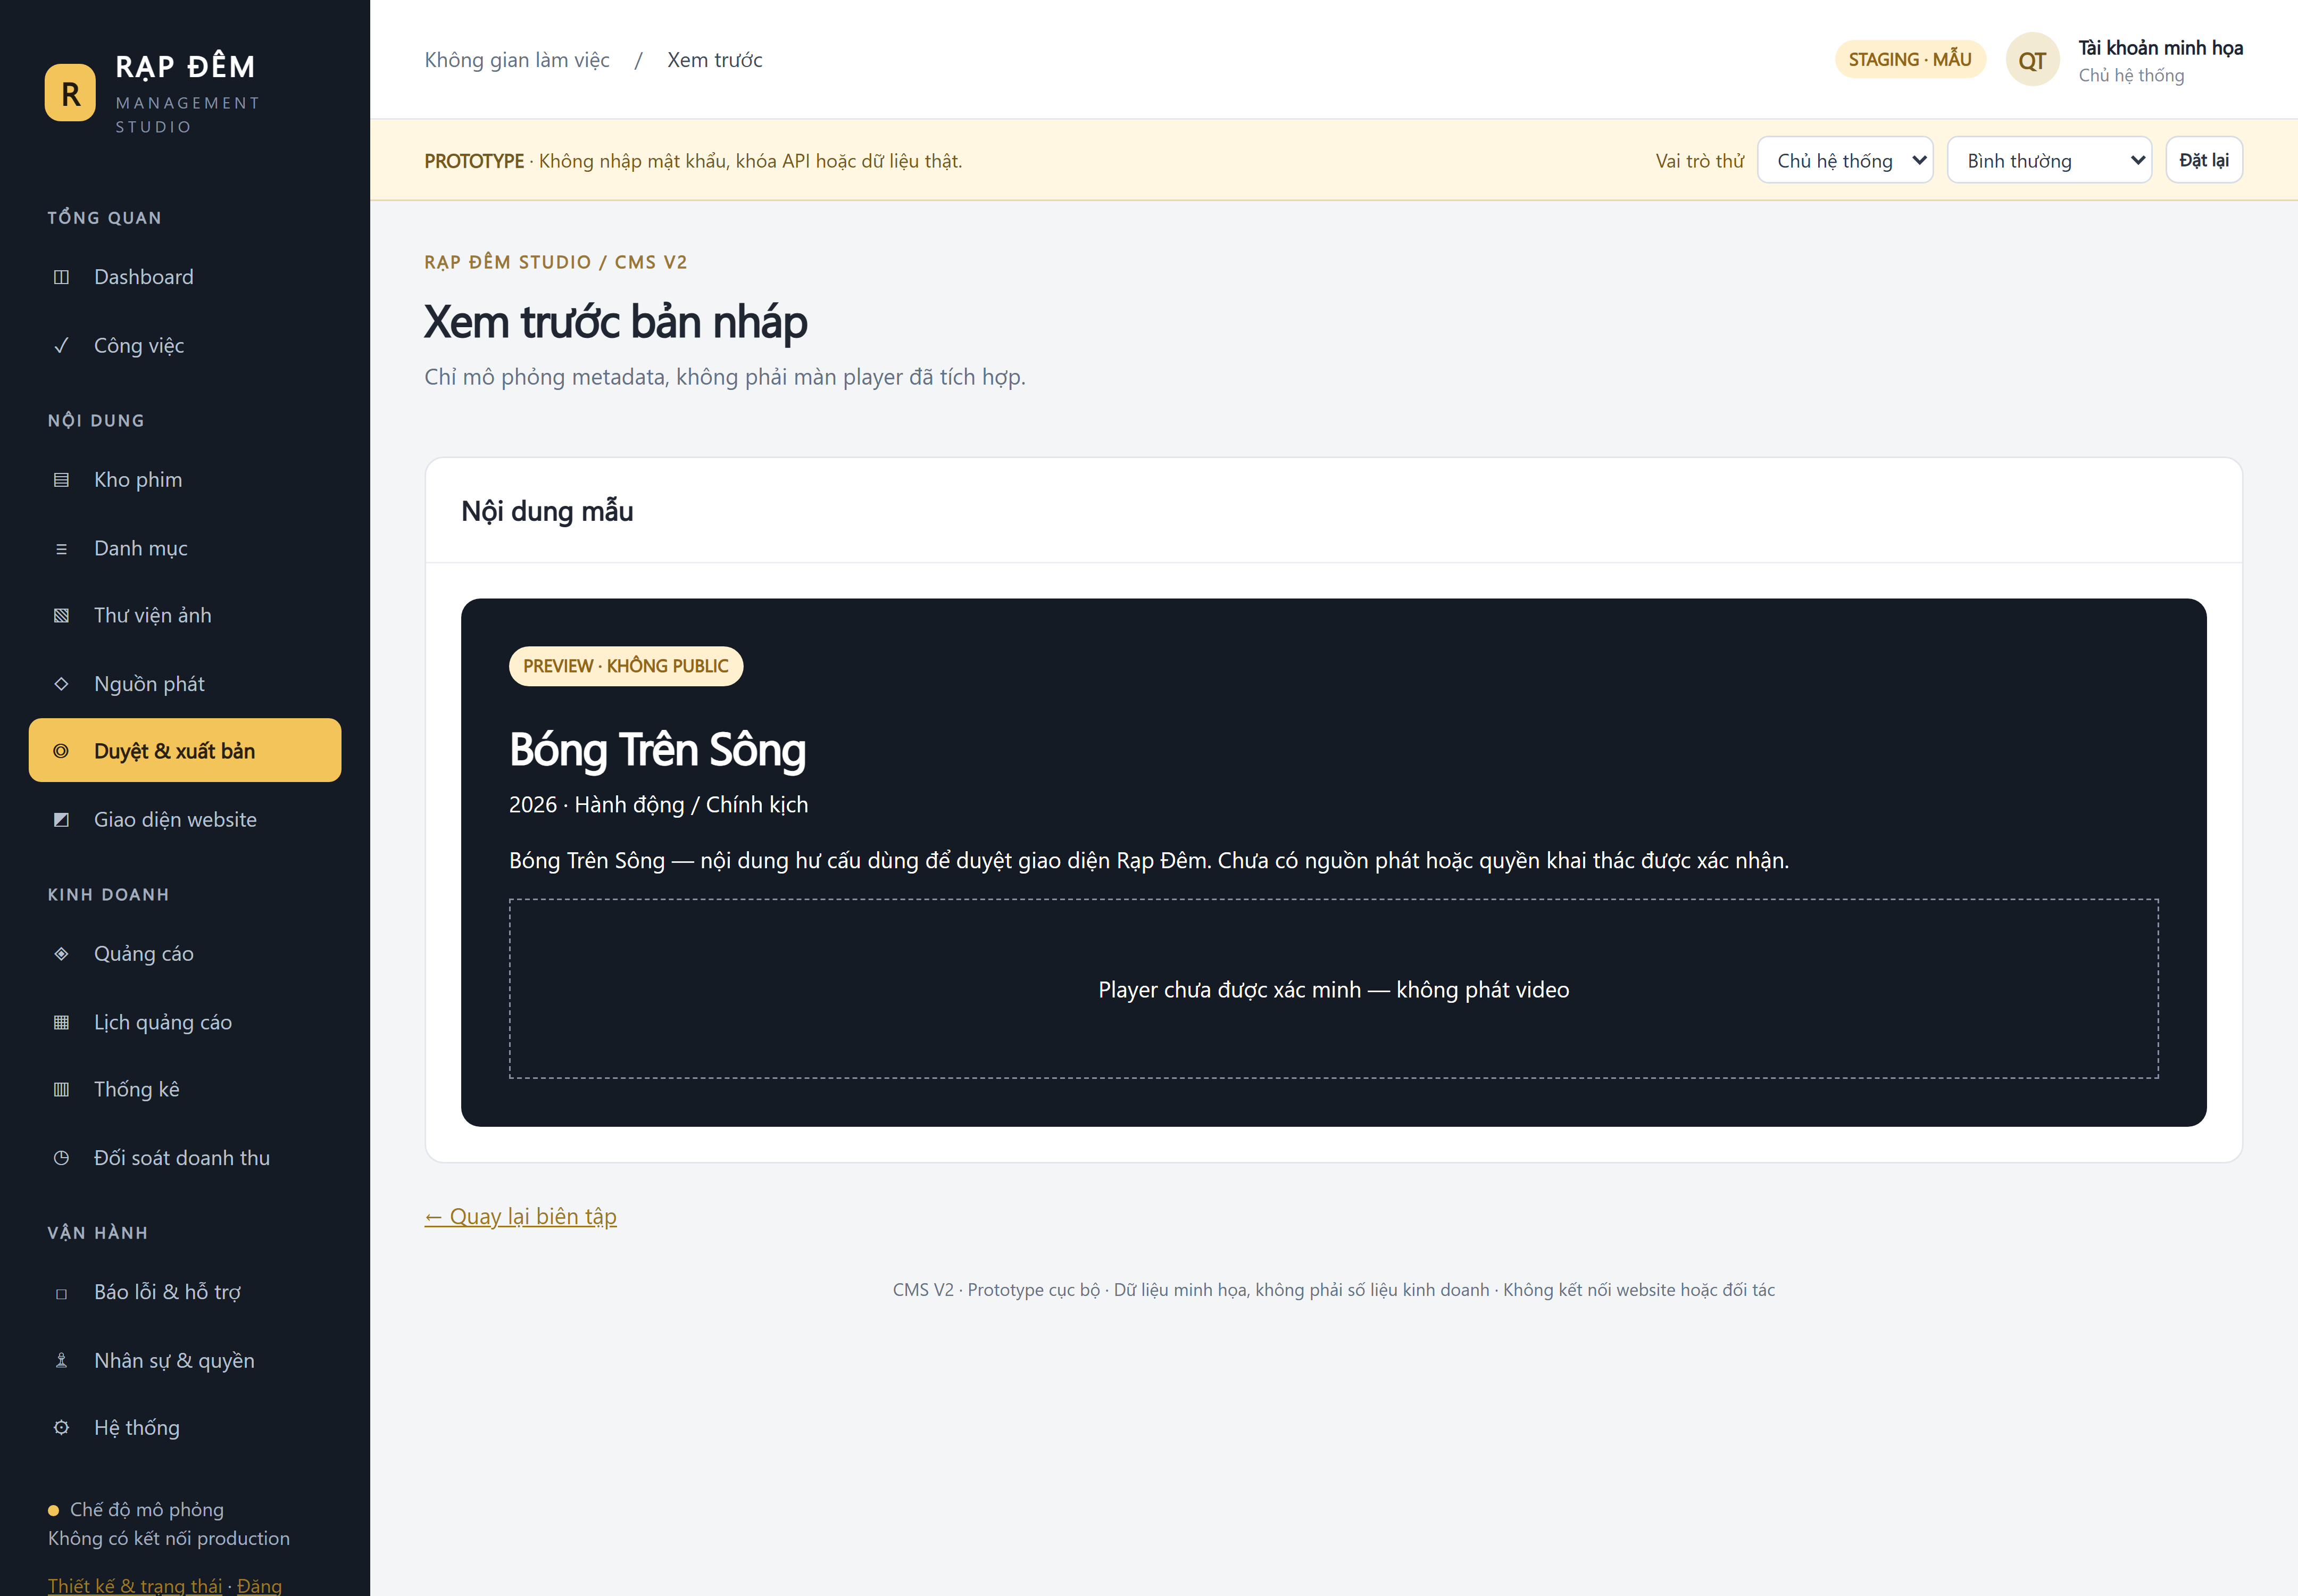 R
RẠP ĐÊM
MANAGEMENT
STUDIO
TỔNG QUAN
Dashboard
Công việc
NỘI DUNG
Kho phim
Danh mục
Thư viện ảnh
Nguồn phát
Duyệt & xuất bản
Giao diện website
KINH DOANH
Quảng cáo
Lịch quảng cáo
Thống kê
Đối soát doanh thu
VẬN HÀNH
Báo lỗi & hỗ trợ
Nhân sự & quyền
Hệ thống
Chế độ mô phỏng
Không có kết nối production
Thiết kế & trạng thái · Đăng
Không gian làm việc / Xem trước
STAGING · MẪU
QT
Tài khoản minh họa
Chủ hệ thống
PROTOTYPE · Không nhập mật khẩu, khóa API hoặc dữ liệu thật.
Vai trò thử
Chủ hệ thống
Bình thường
Đặt lại
RẠP ĐÊM STUDIO / CMS V2
Xem trước bản nháp
Chỉ mô phỏng metadata, không phải màn player đã tích hợp.
Nội dung mẫu
PREVIEW · KHÔNG PUBLIC
Bóng Trên Sông
2026 · Hành động / Chính kịch
Bóng Trên Sông — nội dung hư cấu dùng để duyệt giao diện Rạp Đêm. Chưa có nguồn phát hoặc quyền khai thác được xác nhận.
Player chưa được xác minh — không phát video
← Quay lại biên tập
CMS V2 · Prototype cục bộ · Dữ liệu minh họa, không phải số liệu kinh doanh · Không kết nối website hoặc đối tác